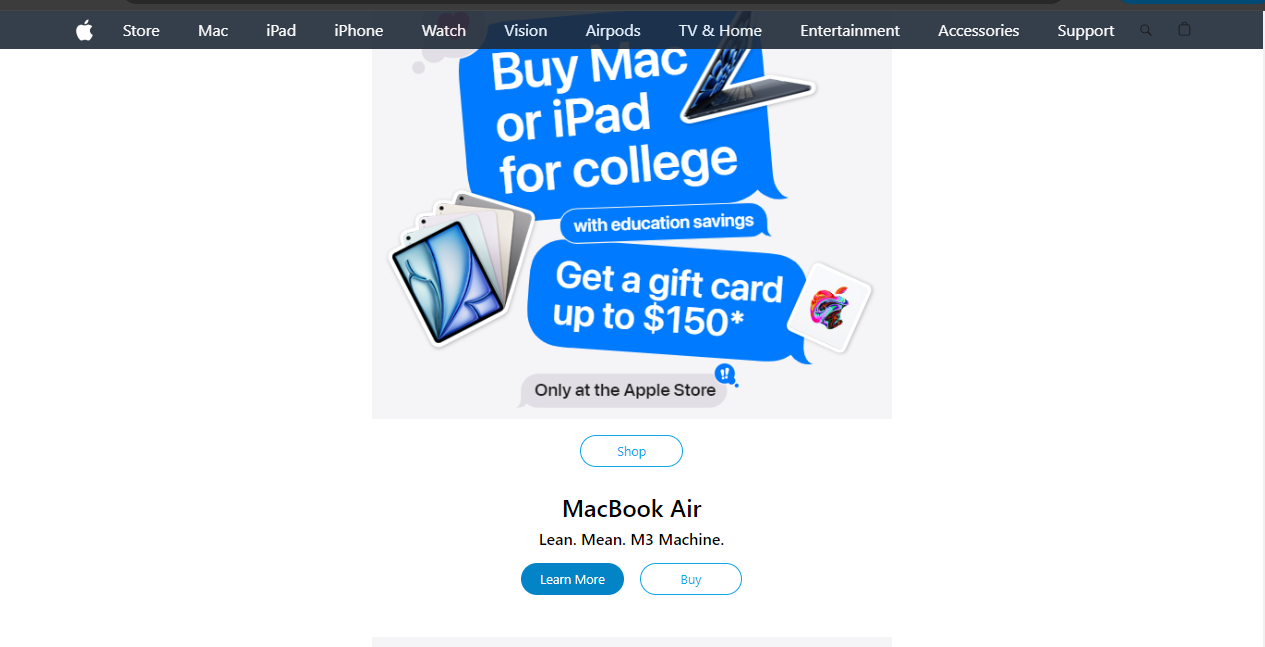 Store Mac iPad iPhone Watch Vision Airpods TV & Home Entertainment Accessories Support
Buy Mac
or iPad
for college
with education savings
Get a gift card
up to $150*
!!
Only at the Apple Store
Shop
MacBook Air
Lean. Mean. M3 Machine.
Learn More Buy